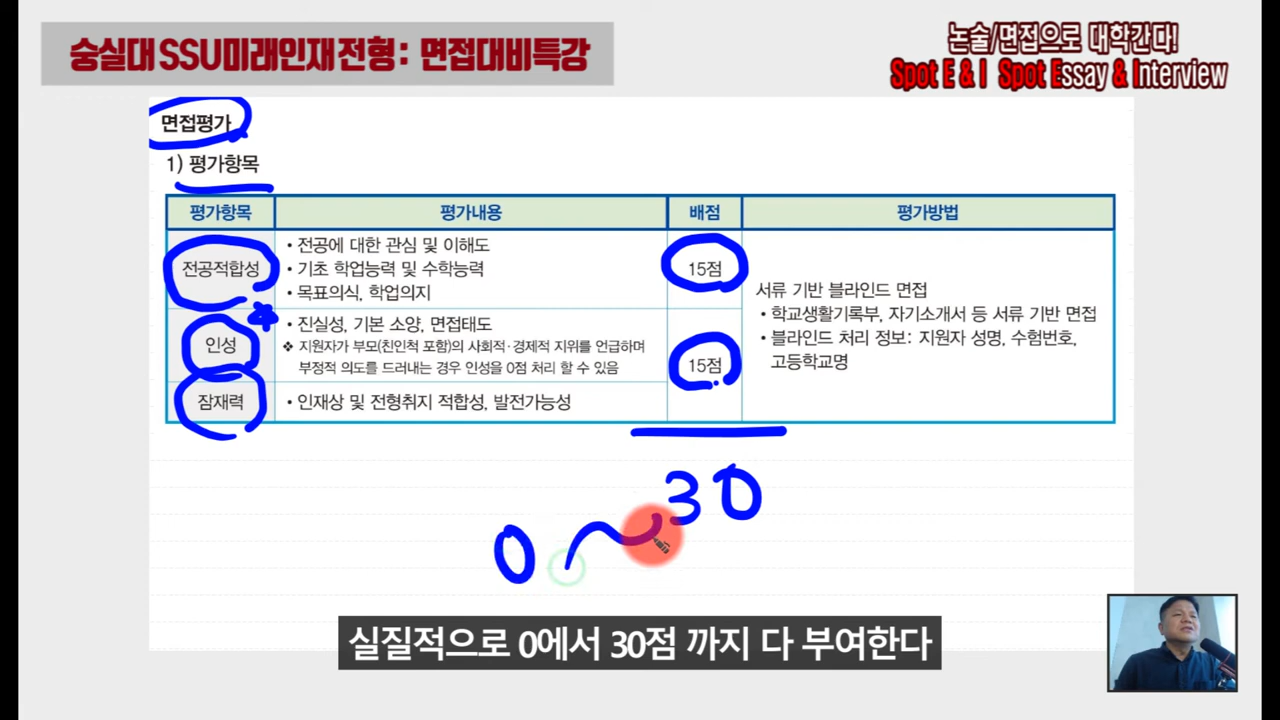 숭실대 SSU미래인재 전형 : 면접대비특강
논술/면접으로 대학간다!
Spot E & I Spot Essay & Interview
면접평가
1) 평가항목
평가항목 평가내용 배점 평가방법
전공적합성
• 전공에 대한 관심 및 이해도
• 기초 학업능력 및 수학능력
• 목표의식, 학업의지
15점
인성
• 진실성, 기본 소양, 면접태도
❖ 지원자가 부모(친인척 포함)의 사회적·경제적 지위를 언급하며
부정적 의도를 드러내는 경우 인성을 0점 처리 할 수 있음
15점
잠재력
• 인재상 및 전형취지 적합성, 발전가능성
서류 기반 블라인드 면접
• 학교생활기록부, 자기소개서 등 서류 기반 면접
• 블라인드 처리 정보: 지원자 성명, 수험번호,
고등학교명
0 ~ 30
실질적으로 0에서 30점 까지 다 부여한다